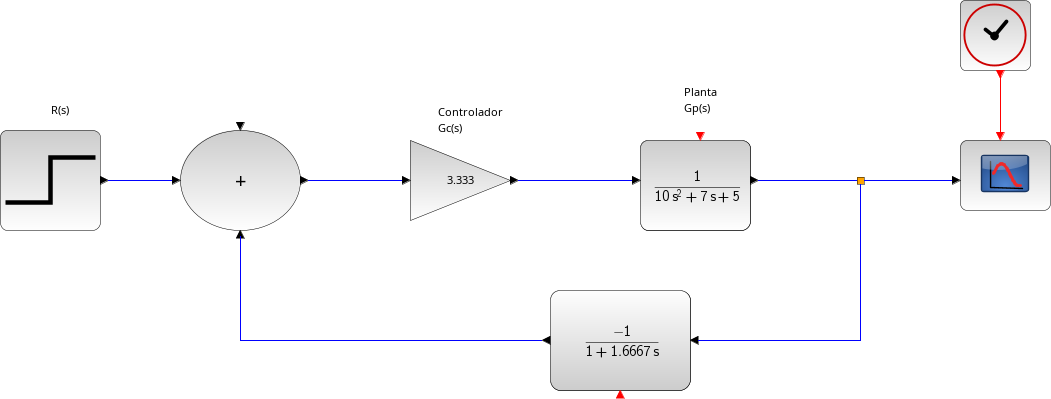 R(s)
+
Controlador
Gc(s)
3.333
Planta
Gp(s)
1
10 s² + 7 s + 5
−1
1 + 1.6667 s